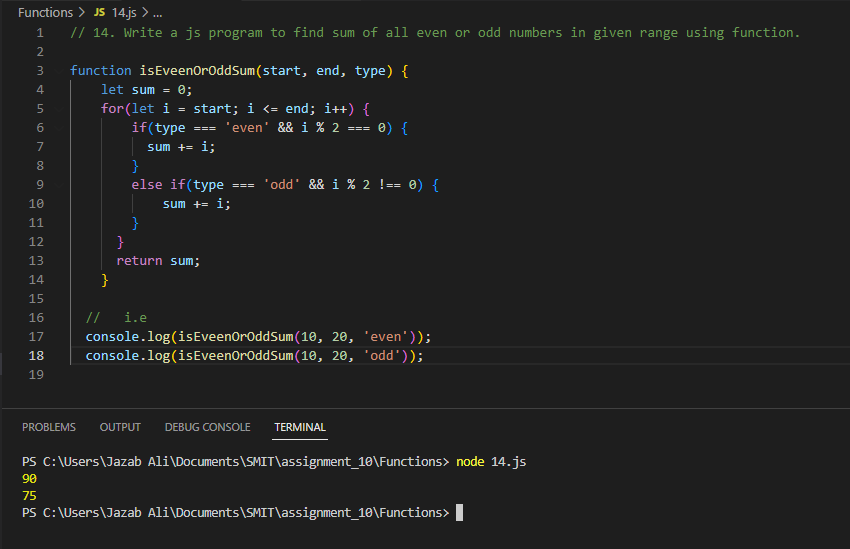 Functions > JS 14.js > ...
1 // 14. Write a js program to find sum of all even or odd numbers in given range using function.
2
3 function isEveenOrOddSum(start, end, type) {
4 let sum = 0;
5 for(let i = start; i <= end; i++) {
6 if(type === 'even' && i % 2 === 0) {
7 sum += i;
8 }
9 else if(type === 'odd' && i % 2 !== 0) {
10 sum += i;
11 }
12 }
13 return sum;
14 }
15
16 // i.e
17 console.log(isEveenOrOddSum(10, 20, 'even'));
18 console.log(isEveenOrOddSum(10, 20, 'odd'));
19
PROBLEMS OUTPUT DEBUG CONSOLE TERMINAL
PS C:\Users\Jazab Ali\Documents\SMIT\assignment_10\Functions> node 14.js
90
75
PS C:\Users\Jazab Ali\Documents\SMIT\assignment_10\Functions>